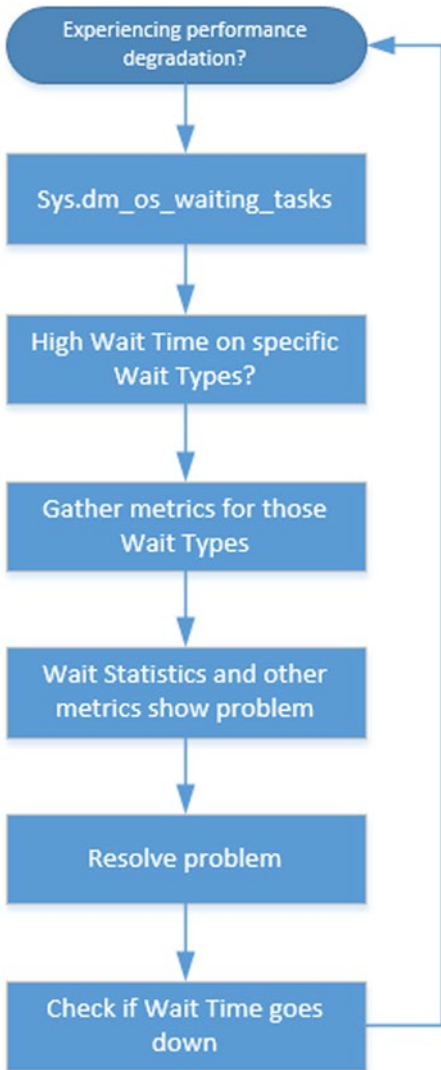 Experiencing performance
degradation?
Sys.dm_os_waiting_tasks
High Wait Time on specific
Wait Types?
Gather metrics for those
Wait Types
Wait Statistics and other
metrics show problem
Resolve problem
Check if Wait Time goes
down